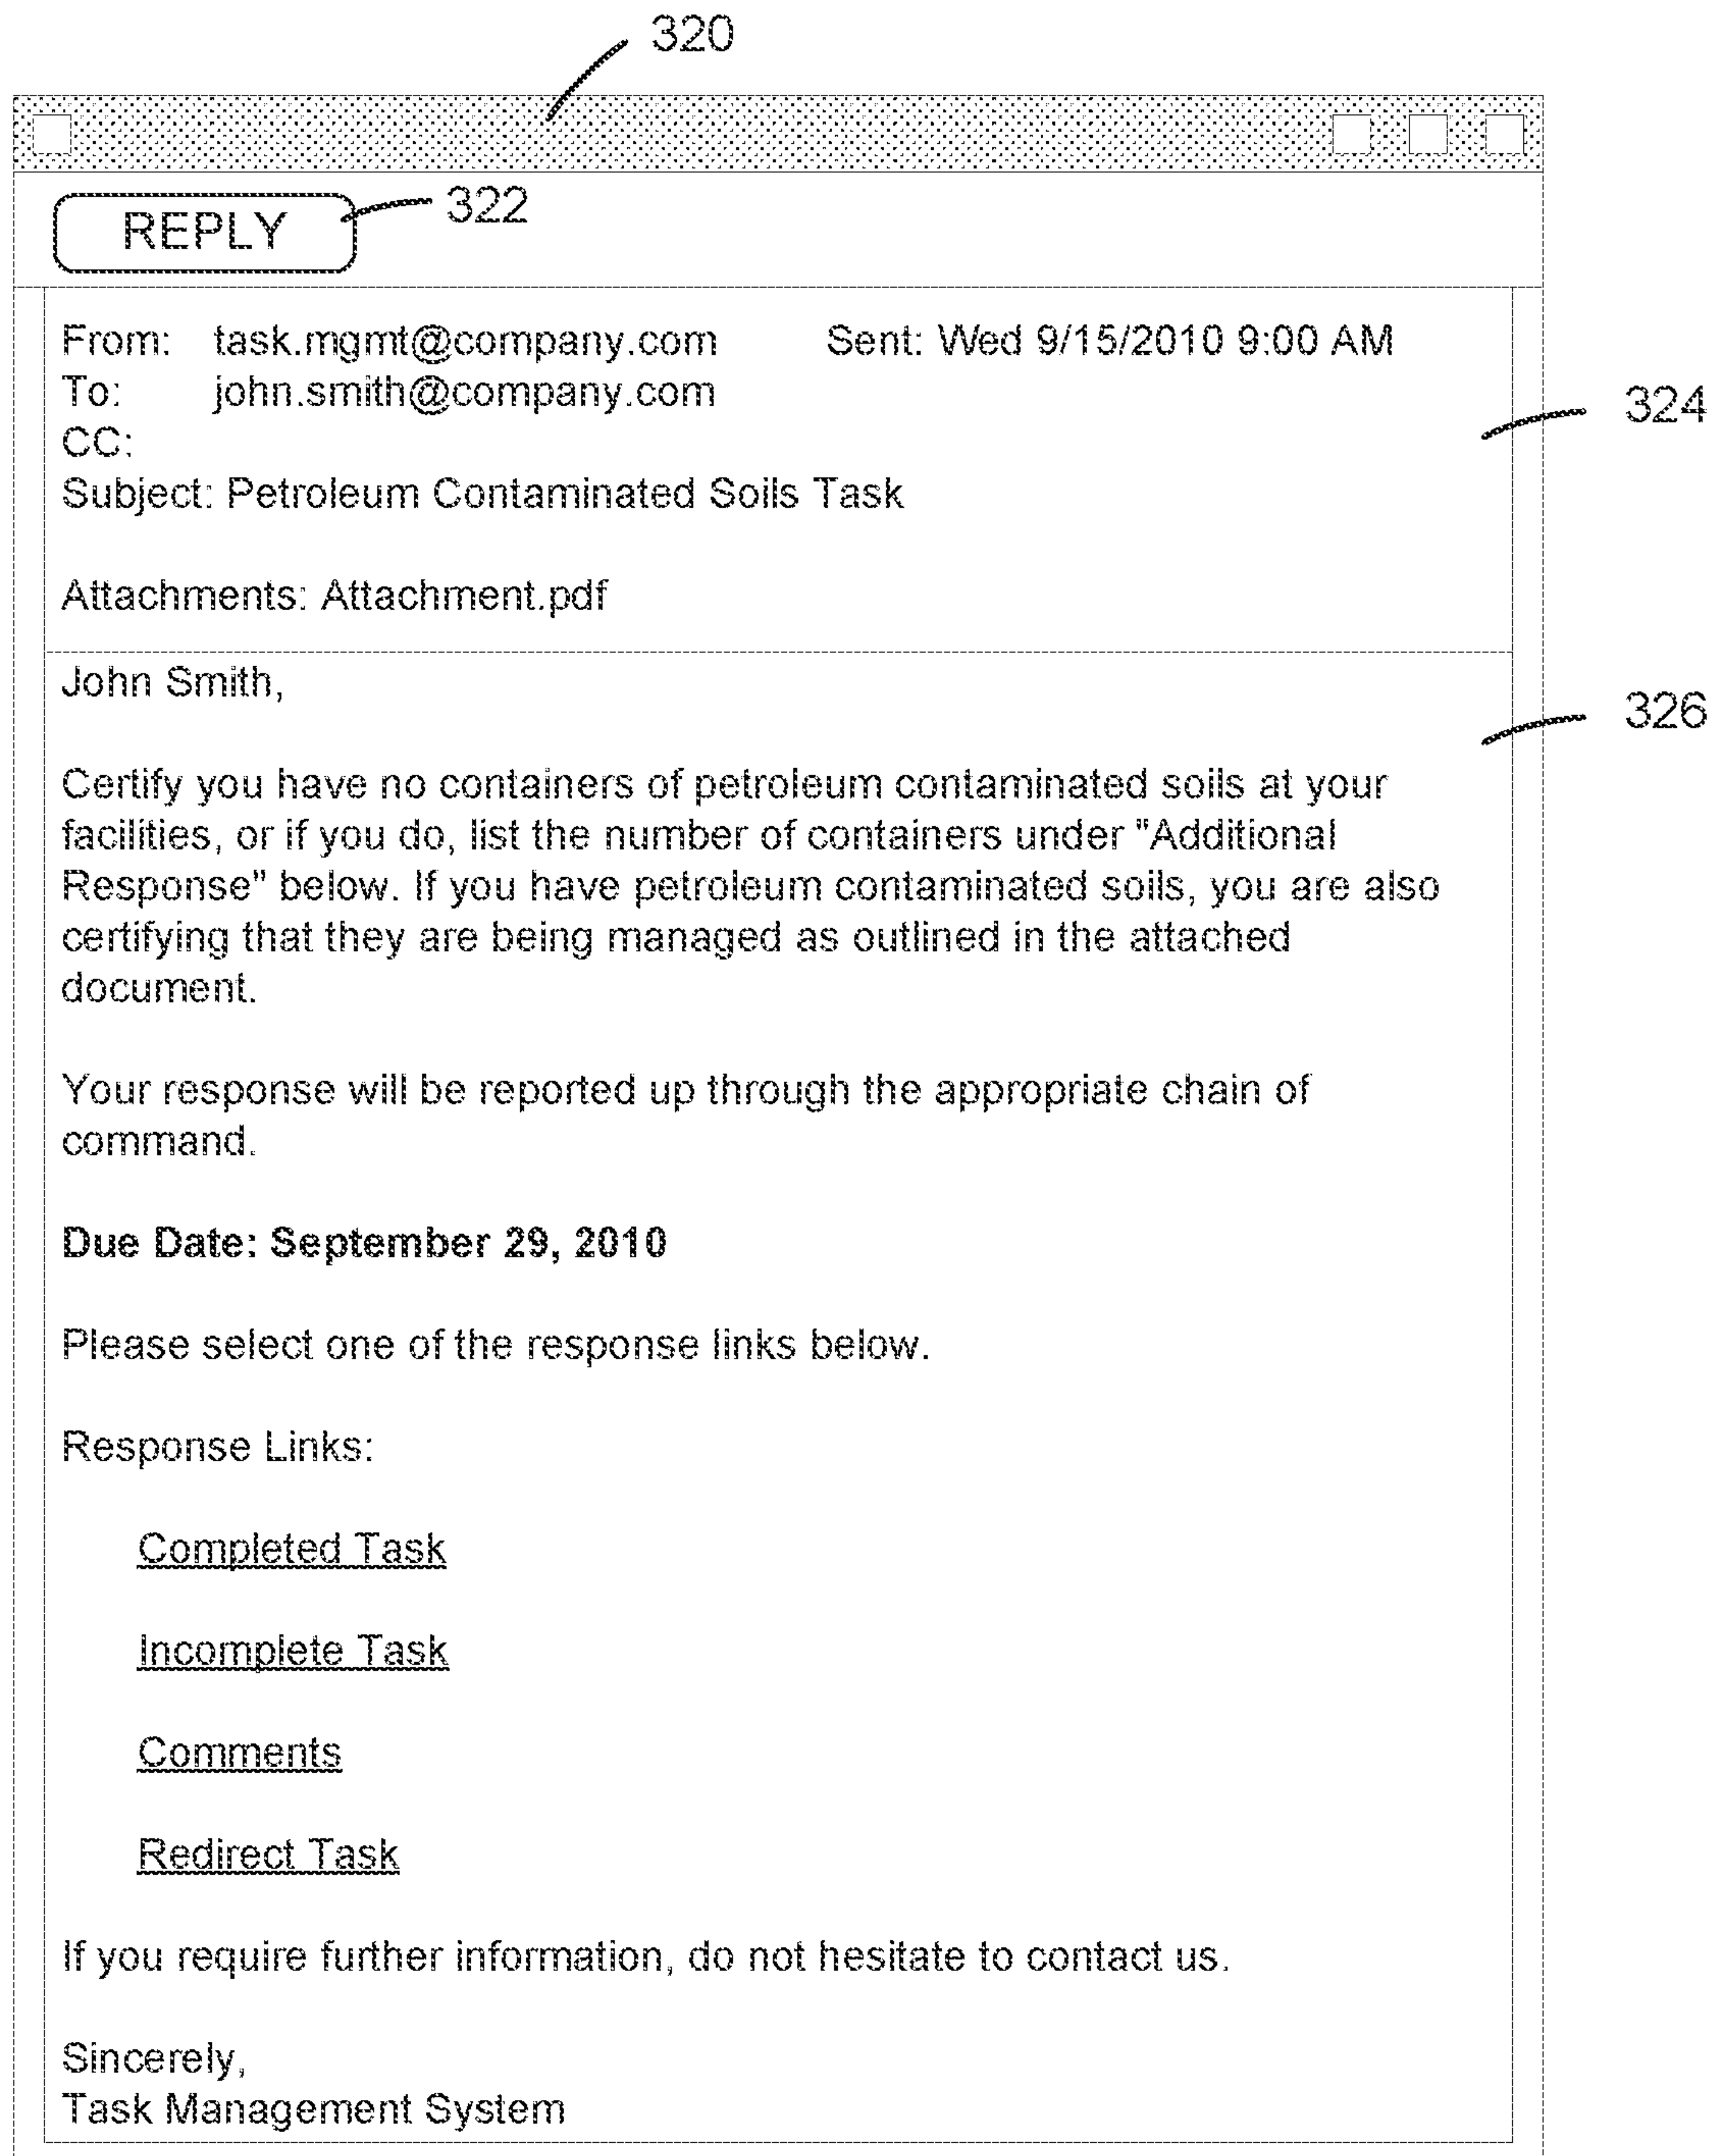 320
REPLY 322
From: task.mgmt@company.com Sent: Wed 9/15/2010 9:00 AM
To: john.smith@company.com
324
CC:
Subject: Petroleum Contaminated Soils Task
Attachments: Attachment.pdf
John Smith,
326
Certify you have no containers of petroleum contaminated soils at your
facilities, or if you do, list the number of containers under "Additional
Response" below. If you have petroleum contaminated soils, you are also
certifying that they are being managed as outlined in the attached
document.
Your response will be reported up through the appropriate chain of
command.
Due Date: September 29, 2010
Please select one of the response links below.
Response Links:
Completed Task
Incomplete Task
Comments
Redirect Task
If you require further information, do not hesitate to contact us.
Sincerely,
Task Management System